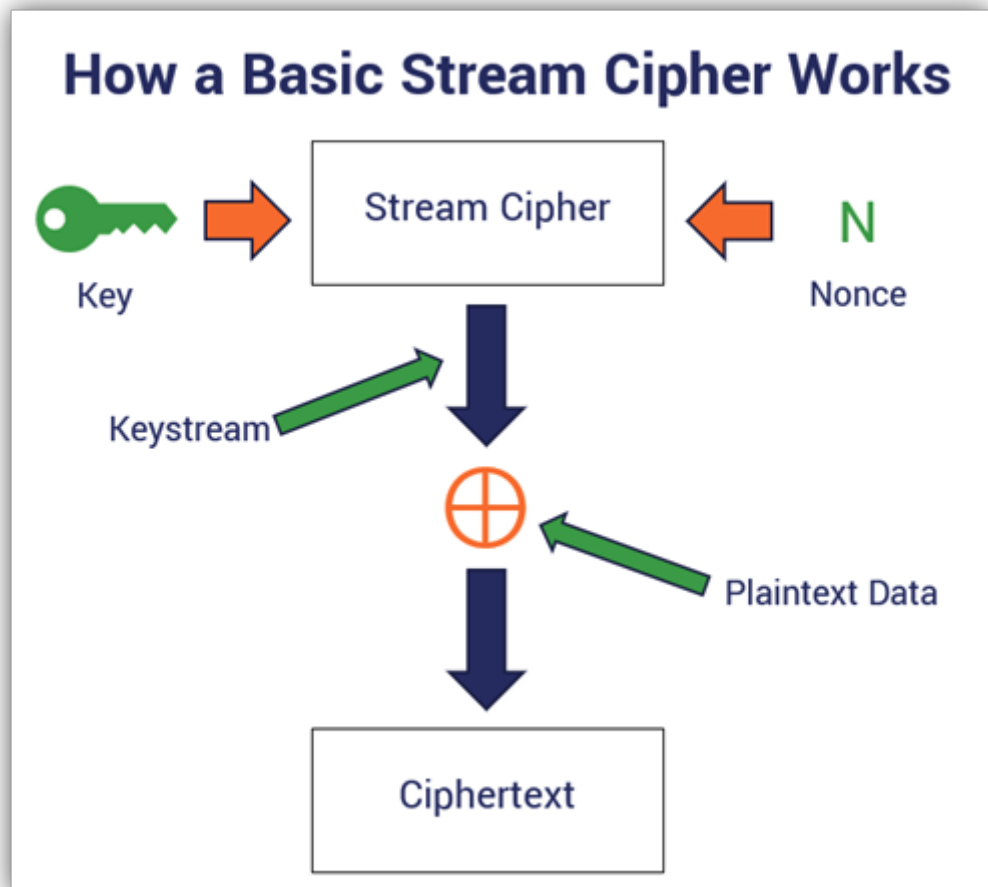 How a Basic Stream Cipher Works
Stream Cipher
N
Key
Nonce
Keystream
Plaintext Data
Ciphertext